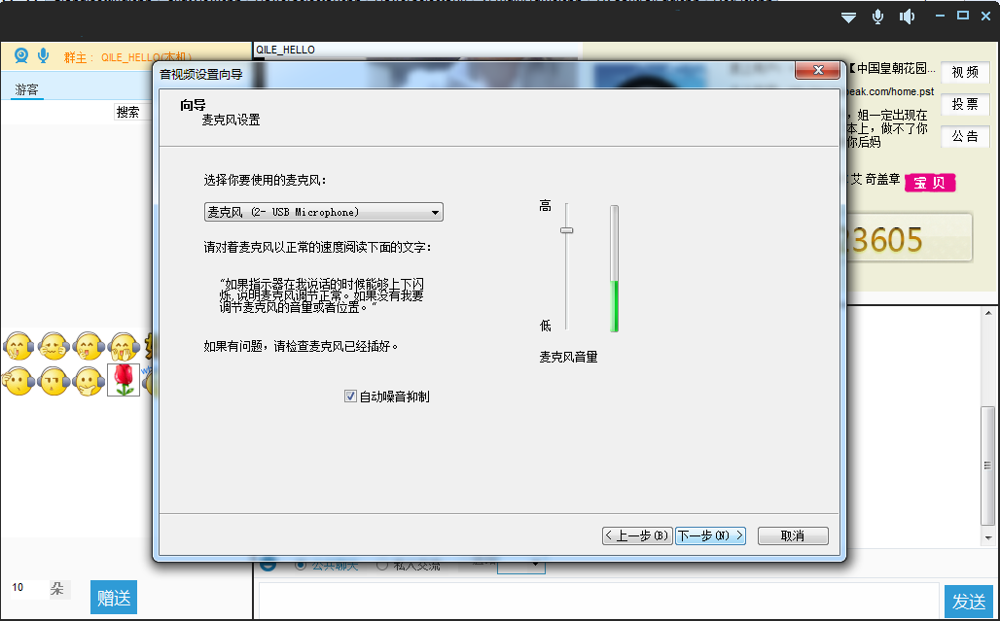 QILE_HELLO
群主： QILE_HELLO(本机)
游客
搜索
音视频设置向导
向导
麦克风设置
选择你要使用的麦克风：
麦克风 (2- USB Microphone)
请对着麦克风以正常的速度阅读下面的文字：
“如果指示器在我说话的时候能够上下闪
烁,说明麦克风调节正常。如果没有我要
调节麦克风的音量或者位置。“
如果有问题，请检查麦克风已经插好。
自动噪音抑制
高
低
麦克风音量
< 上一步(B)
下一步(N) >
取消
【中国皇朝花园...
peak.com/home.pst
，姐一定出现在
本上，做不了你
你后妈
艾 奇盖章
宝 贝
23605
视 频
投 票
公 告
公共聊天
私人交流
10
朵
赠送
发送